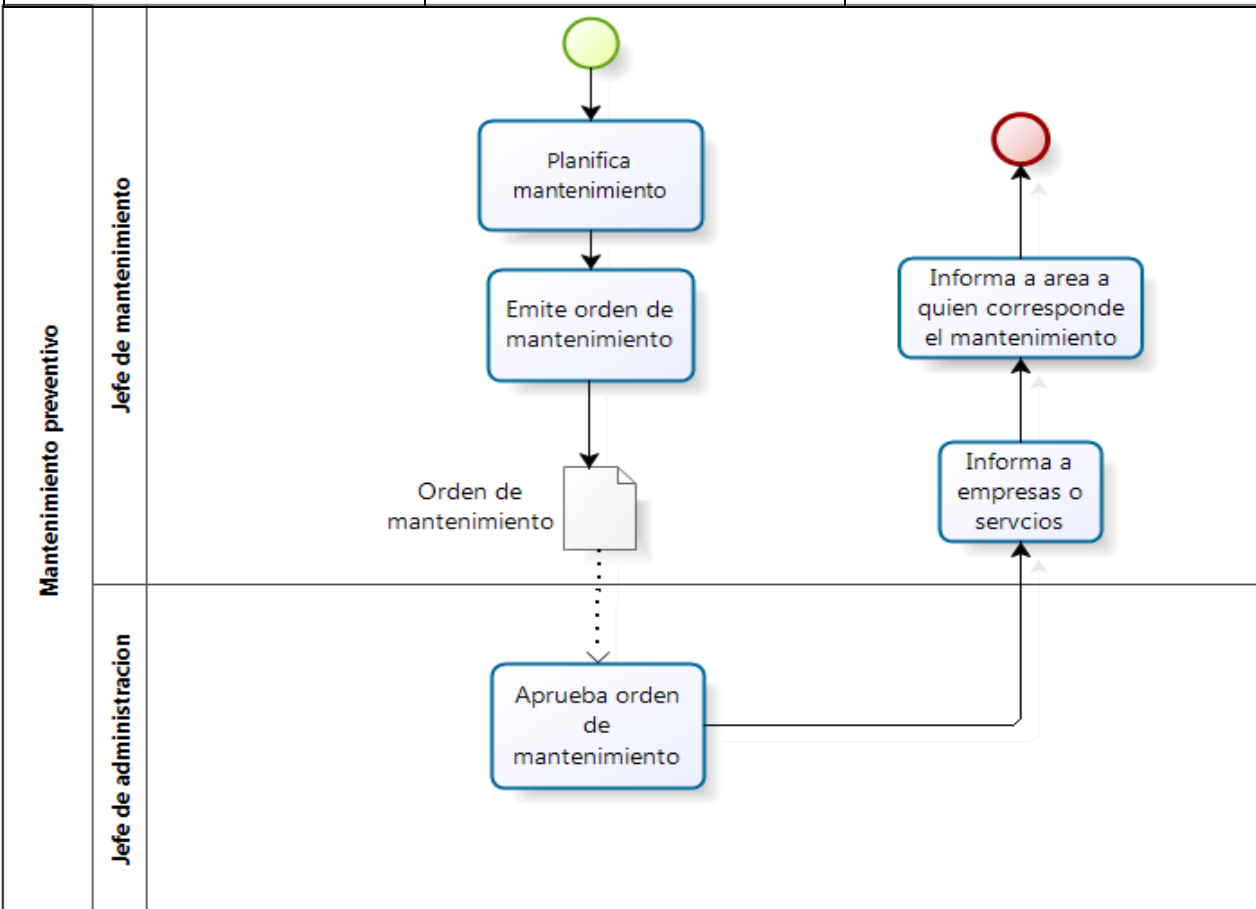 Mantenimiento preventivo
Jefe de mantenimiento
Planifica
mantenimiento
Emite orden de
mantenimiento
Orden de
mantenimiento
Informa a area a
quien corresponde
el mantenimiento
Informa a
empresas o
servcios
Jefe de administracion
Aprueba orden
de
mantenimiento